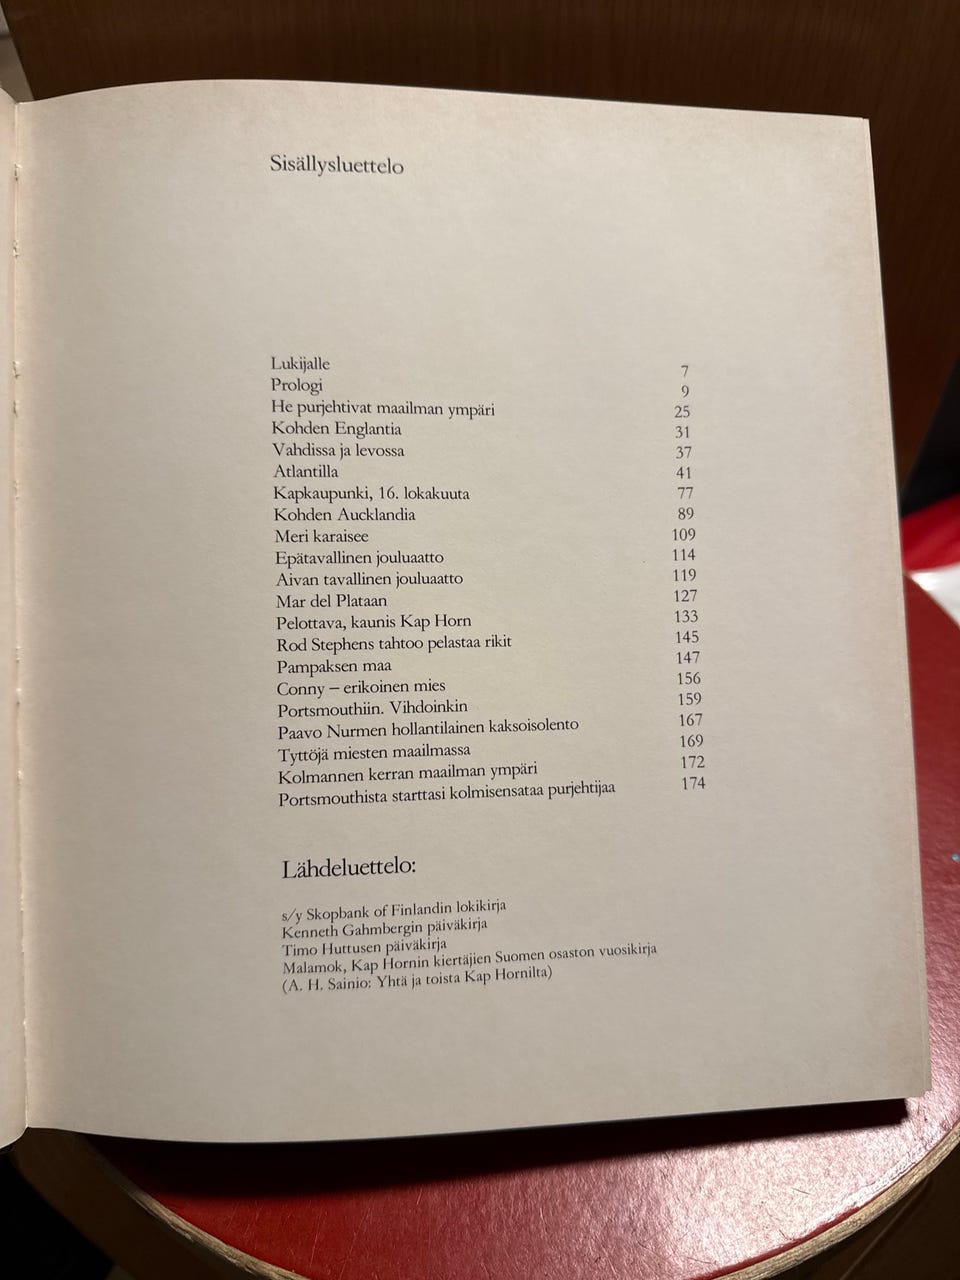 Sisällysluettelo
Lukijalle 7
Prologi 9
He purjehtivat maailman ympäri 25
Kohden Englantia 31
Vahdissa ja levossa 37
Atlantilla 41
Kapkaupunki, 16. lokakuuta 77
Kohden Aucklandia 89
Meri karaisee 109
Epätavallinen jouluaatto 114
Aivan tavallinen jouluaatto 119
Mar del Plataan 127
Pelottava, kaunis Kap Horn 133
Rod Stephens tahtoo pelastaa rikit 145
Pampaksen maa 147
Conny – erikoinen mies 156
Portsmouthiin. Vihdoinkin 159
Paavo Nurmen hollantilainen kaksoisolento 167
Tyttöjä miesten maailmassa 169
Kolmannen kerran maailman ympäri 172
Portsmouthista starttasi kolmisensataa purjehtijaa 174
Lähdeluettelo:
s/y Skopbank of Finlandin lokikirja
Kenneth Gahmbergin päiväkirja
Timo Huttusen päiväkirja
Malamok, Kap Hornin kiertäjien Suomen osaston vuosikirja
(A. H. Sainio: Yhtä ja toista Kap Hornilta)